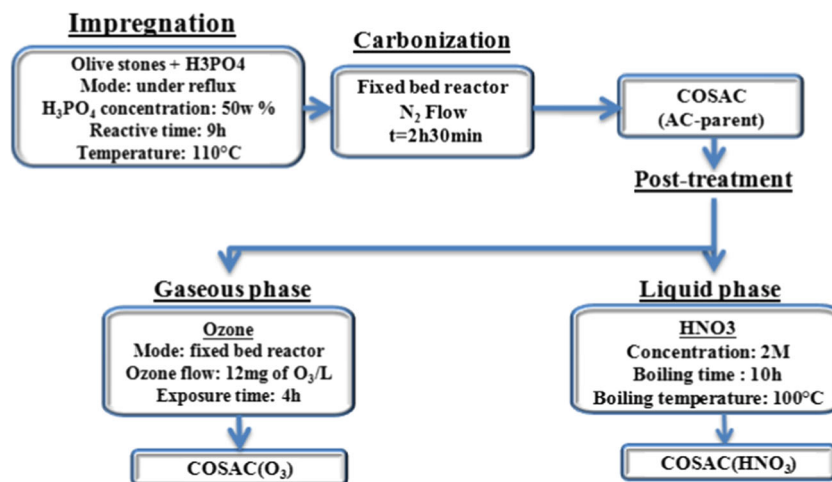 Impregnation
Olive stones + H3PO4
Mode: under reflux
H₃PO₄ concentration: 50w %
Reactive time: 9h
Temperature: 110°C
Carbonization
Fixed bed reactor
N₂ Flow
t=2h30min
COSAC
(AC-parent)
Post-treatment
Gaseous phase
Ozone
Mode: fixed bed reactor
Ozone flow: 12mg of O₃/L
Exposure time: 4h
COSAC(O₃)
Liquid phase
HNO3
Concentration: 2M
Boiling time : 10h
Boiling temperature: 100°C
COSAC(HNO₃)